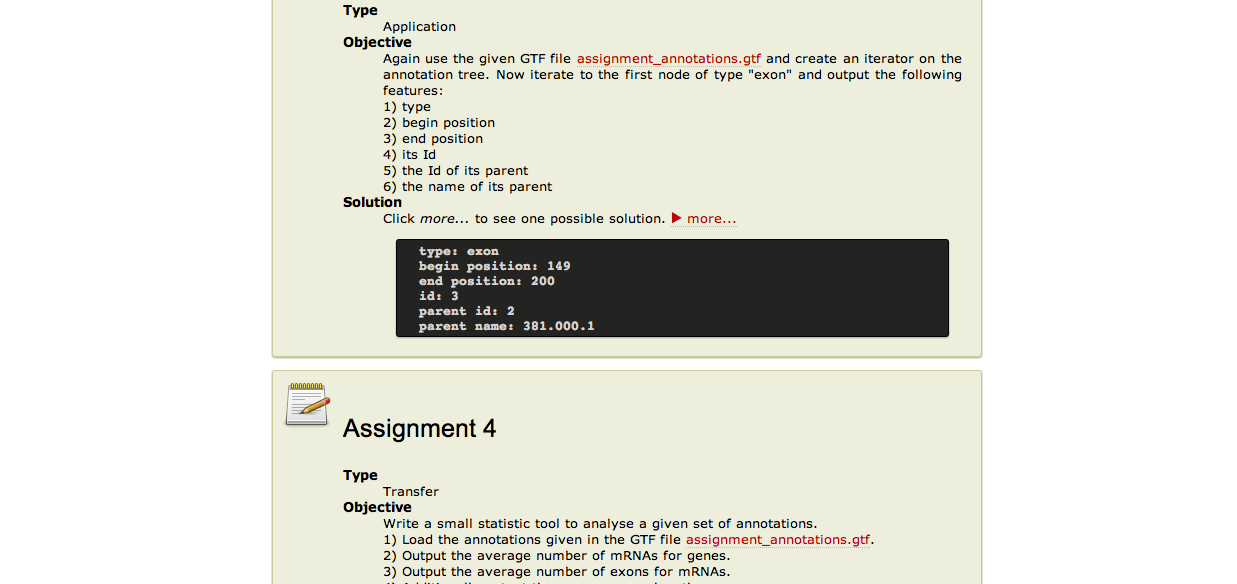 Type
Application
Objective
Again use the given GTF file assignment_annotations.gtf and create an iterator on the
annotation tree. Now iterate to the first node of type "exon" and output the following
features:
1) type
2) begin position
3) end position
4) its Id
5) the Id of its parent
6) the name of its parent
Solution
Click more... to see one possible solution. ▶ more...
type: exon
begin position: 149
end position: 200
id: 3
parent id: 2
parent name: 381.000.1
Assignment 4
Type
Transfer
Objective
Write a small statistic tool to analyse a given set of annotations.
1) Load the annotations given in the GTF file assignment_annotations.gtf.
2) Output the average number of mRNAs for genes.
3) Output the average number of exons for mRNAs.